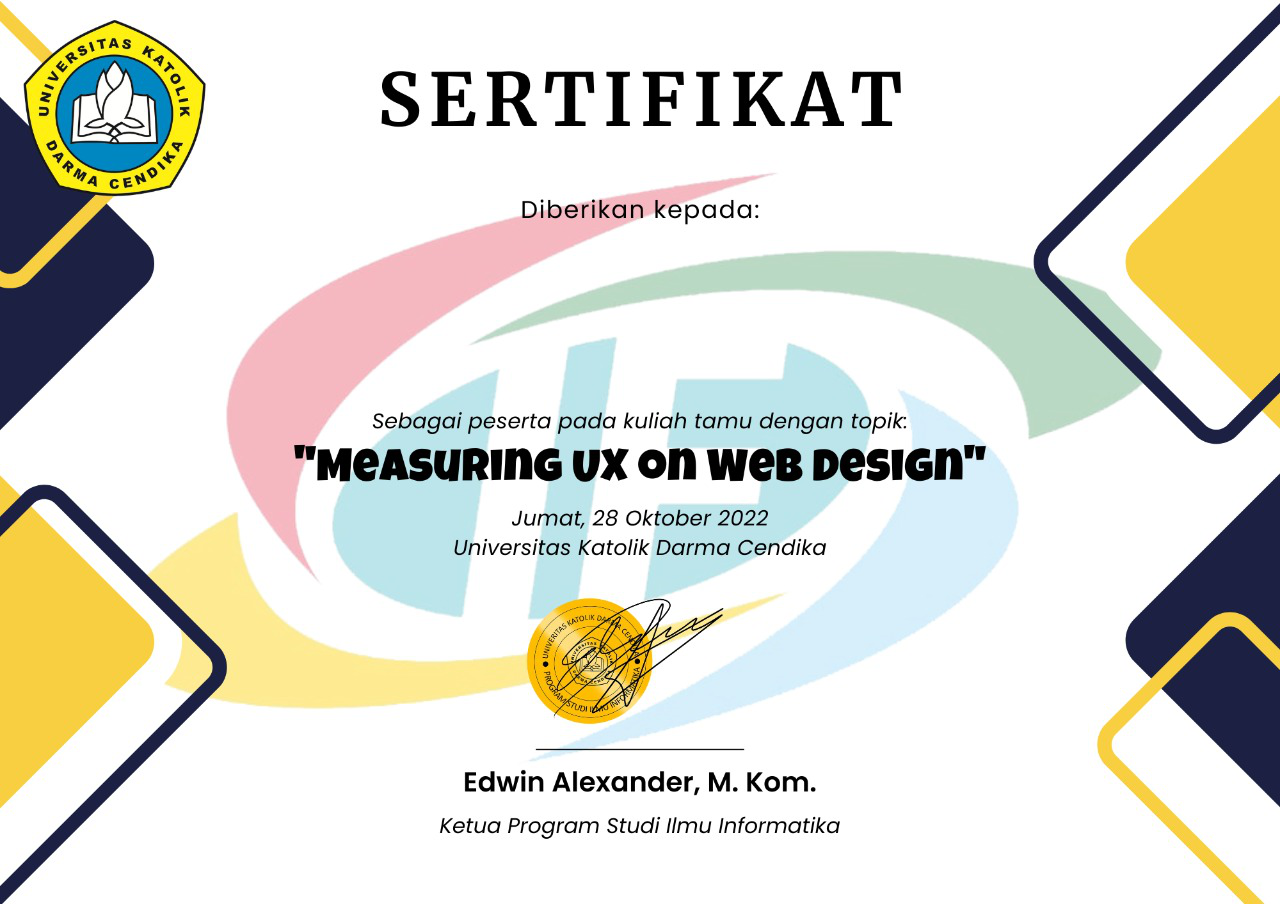 UNIVERSITAS KATOLIK
DARMA CENDIKA
SERTIFIKAT
Diberikan kepada:
Sebagai peserta pada kuliah tamu dengan topik:
"MeASURING UX ON WeB DeSIGN"
Jumat, 28 Oktober 2022
Universitas Katolik Darma Cendika
UNIVERITAS KATOLIK DARMA CENDIKA
PROGRAM STUDI ILMU INFORMATIKA
Edwin Alexander, M. Kom.
Ketua Program Studi Ilmu Informatika